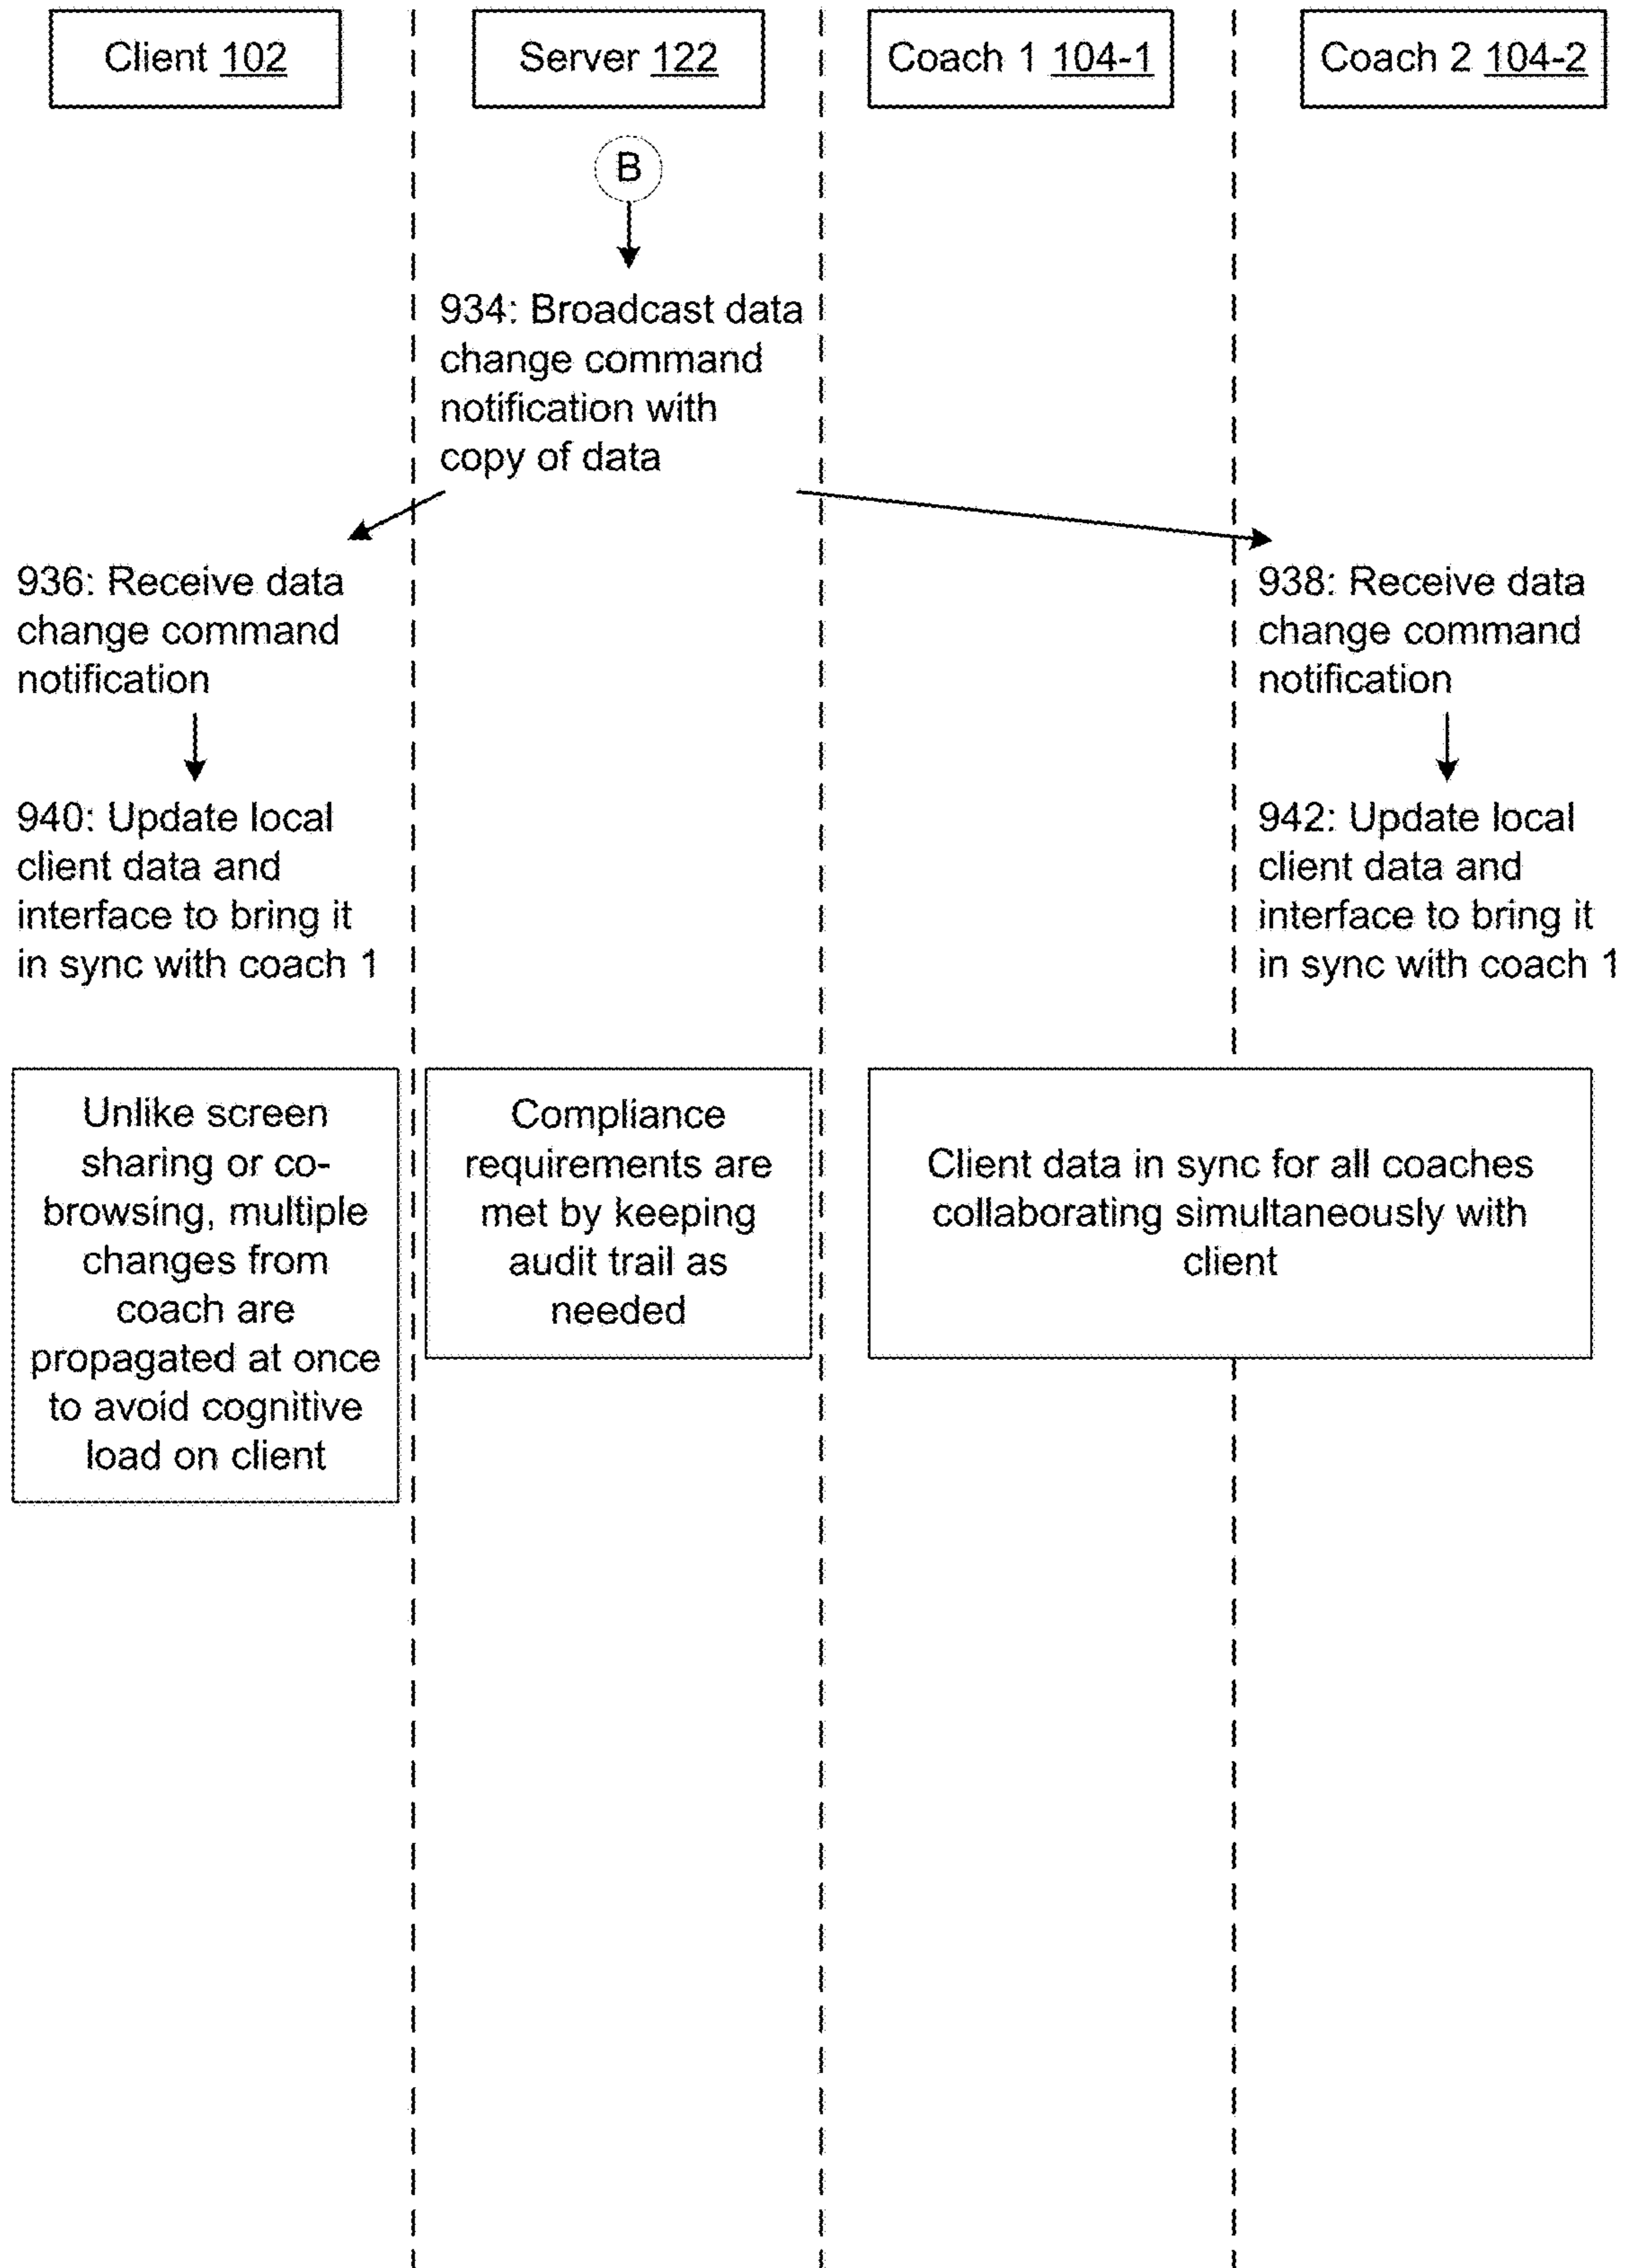 Client 102
Server 122
Coach 1 104-1
Coach 2 104-2
B
934: Broadcast data
change command
notification with
copy of data
936: Receive data
change command
notification
938: Receive data
change command
notification
940: Update local
client data and
interface to bring it
in sync with coach 1
942: Update local
client data and
interface to bring it
in sync with coach 1
Unlike screen
sharing or co-
browsing, multiple
changes from
coach are
propagated at once
to avoid cognitive
load on client
Compliance
requirements are
met by keeping
audit trail as
needed
Client data in sync for all coaches
collaborating simultaneously with
client